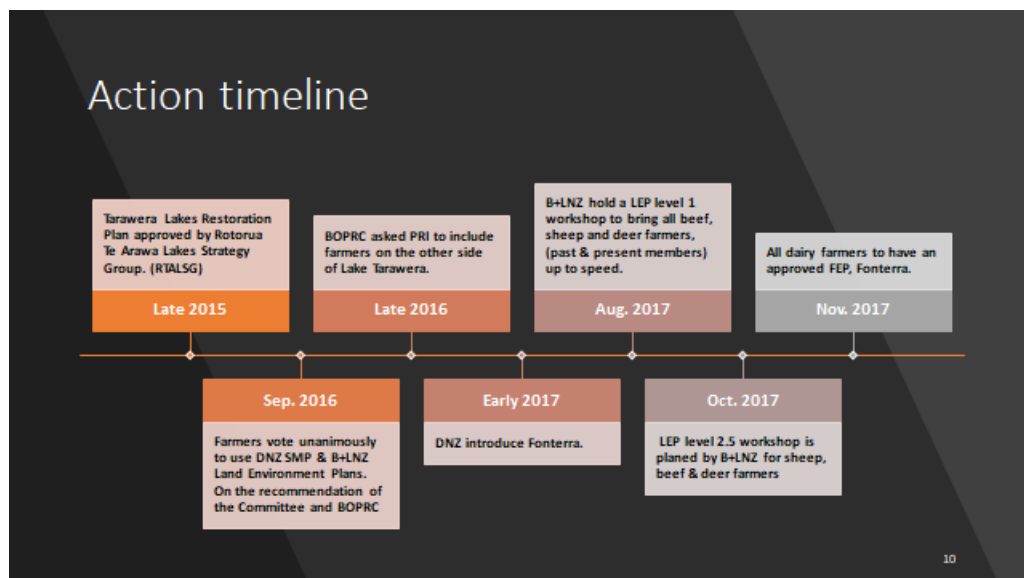 Action timeline
Tarawera Lakes Restoration
Plan approved by Rotorua
Te Arawa Lakes Strategy
Group. (RTALSG)
Late 2015
Sep. 2016
Farmers vote unanimously
to use DNZ SMP & B+LNZ
Land Environment Plans.
On the recommendation of
the Committee and BOPRC
BOPRC asked PRI to include
farmers on the other side
of Lake Tarawera.
Late 2016
Early 2017
DNZ introduce Fonterra.
B+LNZ hold a LEP level 1
workshop to bring all beef,
sheep and deer farmers,
(past & present members)
up to speed.
Aug. 2017
Oct. 2017
LEP level 2.5 workshop is
planed by B+LNZ for sheep,
beef & deer farmers
All dairy farmers to have an
approved FEP, Fonterra.
Nov. 2017
10